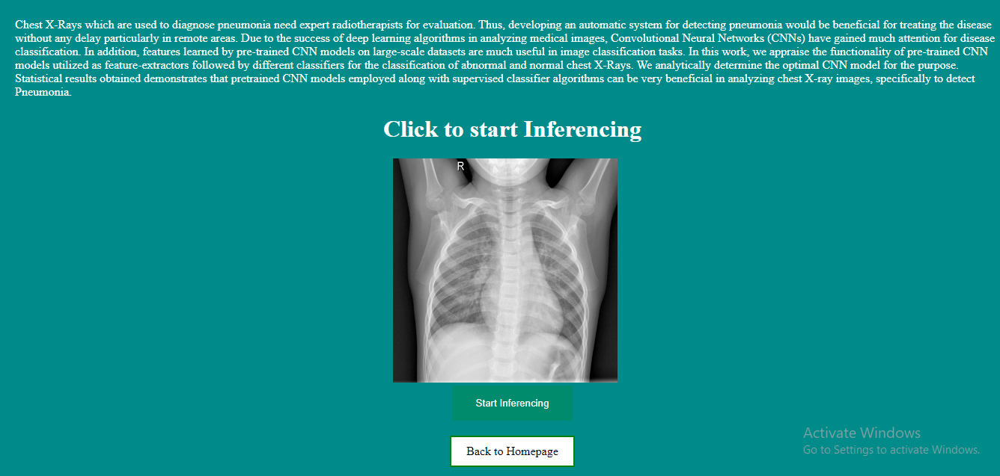 Chest X-Rays which are used to diagnose pneumonia need expert radiotherapists for evaluation. Thus, developing an automatic system for detecting pneumonia would be beneficial for treating the disease
without any delay particularly in remote areas. Due to the success of deep learning algorithms in analyzing medical images, Convolutional Neural Networks (CNNs) have gained much attention for disease
classification. In addition, features learned by pre-trained CNN models on large-scale datasets are much useful in image classification tasks. In this work, we appraise the functionality of pre-trained CNN
models utilized as feature-extractors followed by different classifiers for the classification of abnormal and normal chest X-Rays. We analytically determine the optimal CNN model for the purpose.
Statistical results obtained demonstrates that pretrained CNN models employed along with supervised classifier algorithms can be very beneficial in analyzing chest X-ray images, specifically to detect
Pneumonia.
Click to start Inferencing
R
Start Inferencing
Back to Homepage
Activate Windows
Go to Settings to activate Windows.